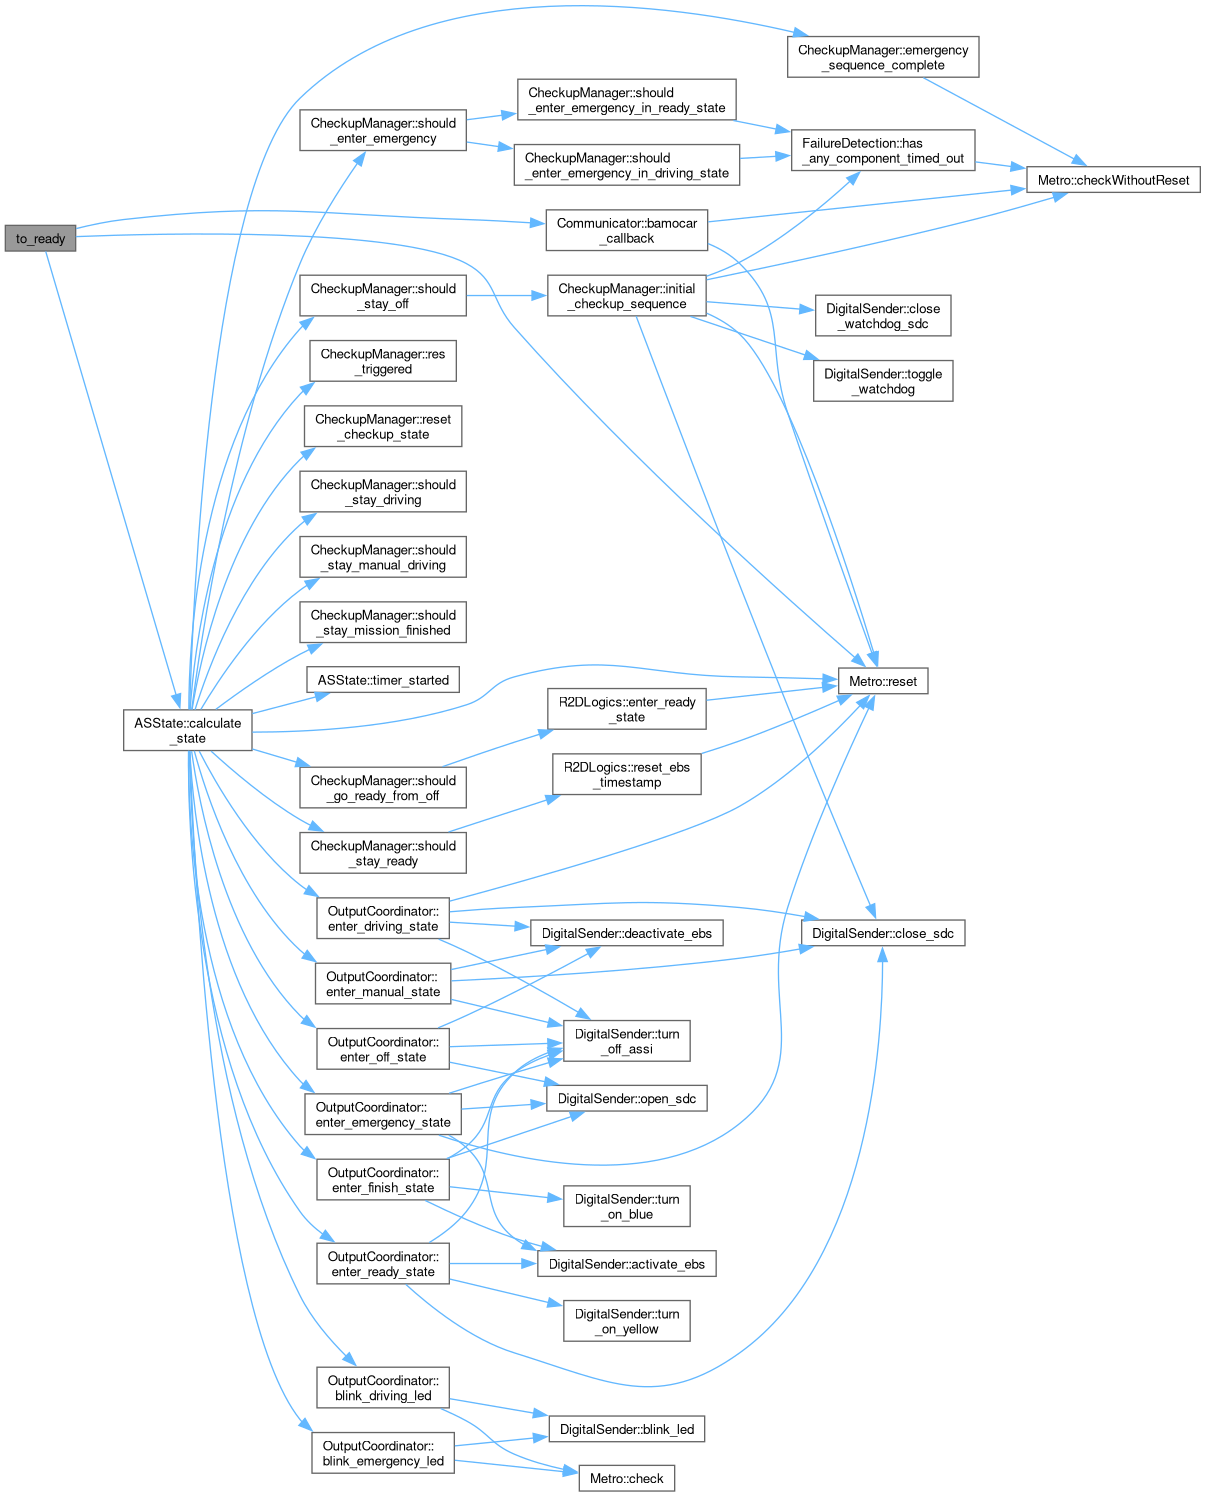 CheckupManager::emergency
_sequence_complete
CheckupManager::should
_enter_emergency_in_ready_state
CheckupManager::should
_enter_emergency
FailureDetection::has
_any_component_timed_out
CheckupManager::should
_enter_emergency_in_driving_state
Metro::checkWithoutReset
to_ready
Communicator::bamocar
_callback
CheckupManager::should
_stay_off
CheckupManager::initial
_checkup_sequence
DigitalSender::close
_watchdog_sdc
CheckupManager::res
_triggered
DigitalSender::toggle
_watchdog
CheckupManager::reset
_checkup_state
CheckupManager::should
_stay_driving
CheckupManager::should
_stay_manual_driving
CheckupManager::should
_stay_mission_finished
ASState::timer_started
Metro::reset
R2DLogics::enter_ready
_state
ASState::calculate
_state
R2DLogics::reset_ebs
_timestamp
CheckupManager::should
_go_ready_from_off
CheckupManager::should
_stay_ready
OutputCoordinator::
enter_driving_state
DigitalSender::deactivate_ebs
DigitalSender::close_sdc
OutputCoordinator::
enter_manual_state
DigitalSender::turn
_off_assi
OutputCoordinator::
enter_off_state
DigitalSender::open_sdc
OutputCoordinator::
enter_emergency_state
OutputCoordinator::
enter_finish_state
DigitalSender::turn
_on_blue
OutputCoordinator::
enter_ready_state
DigitalSender::activate_ebs
DigitalSender::turn
_on_yellow
OutputCoordinator::
blink_driving_led
DigitalSender::blink_led
OutputCoordinator::
blink_emergency_led
Metro::check